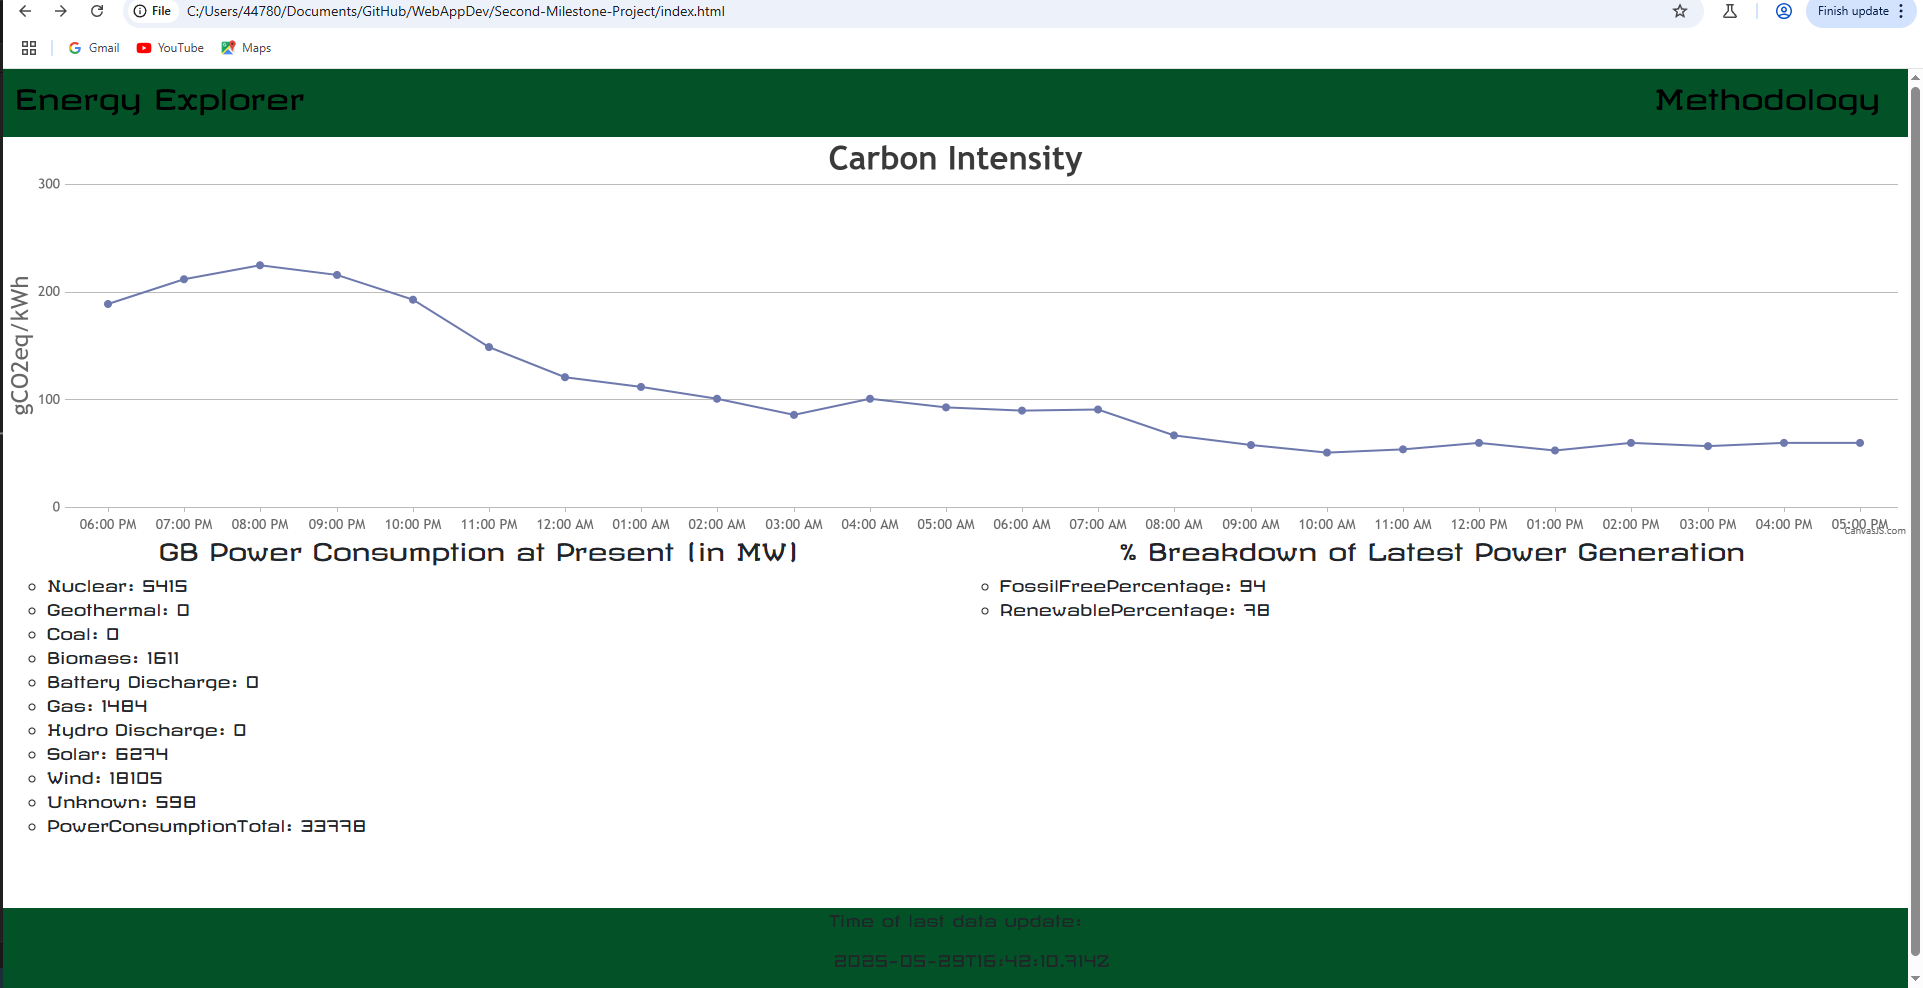 File C:/Users/44780/Documents/GitHub/WebAppDev/Second-Milestone-Project/index.html Finish update
Gmail YouTube Maps
Energy Explorer Methodology
Carbon Intensity
gCO2eq/kWh
300
200
100
0
06:00 PM 07:00 PM 08:00 PM 09:00 PM 10:00 PM 11:00 PM 12:00 AM 01:00 AM 02:00 AM 03:00 AM 04:00 AM 05:00 AM 06:00 AM 07:00 AM 08:00 AM 09:00 AM 10:00 AM 11:00 AM 12:00 PM 01:00 PM 02:00 PM 03:00 PM 04:00 PM 05:00 PM
CanvasJS.com
GB Power Consumption at Present (in MW)
Nuclear: 5415
Geothermal: 0
Coal: 0
Biomass: 1611
Battery Discharge: 0
Gas: 1484
Hydro Discharge: 0
Solar: 6274
Wind: 18105
Unknown: 598
PowerConsumptionTotal: 33778
% Breakdown of Latest Power Generation
FossilFreePercentage: 94
RenewablePercentage: 78
Time of last data update:
2025-05-29T16:42:10.714Z